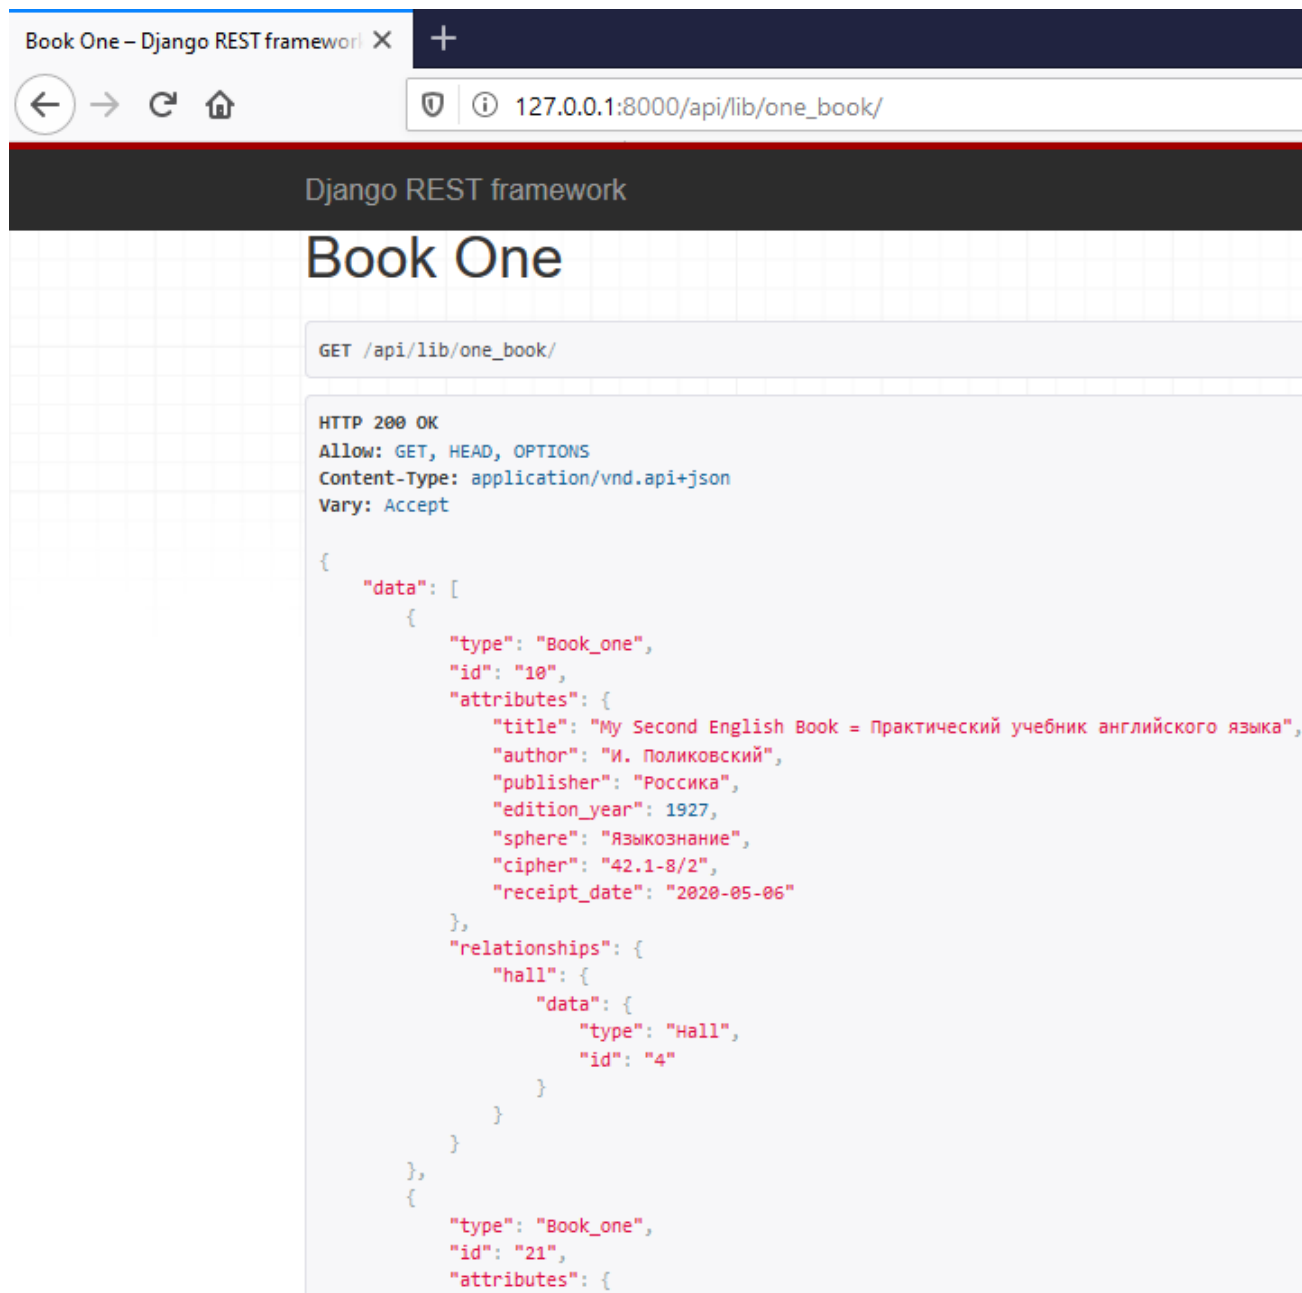 Book One – Django REST framewor
127.0.0.1:8000/api/lib/one_book/
Django REST framework
Book One
GET /api/lib/one_book/
HTTP 200 OK
Allow: GET, HEAD, OPTIONS
Content-Type: application/vnd.api+json
Vary: Accept
{
"data": [
{
"type": "Book_one",
"id": "10",
"attributes": {
"title": "My Second English Book = Практический учебник английского языка",
"author": "И. Поликовский",
"publisher": "Россика",
"edition_year": 1927,
"sphere": "Языкознание",
"cipher": "42.1-8/2",
"receipt_date": "2020-05-06"
},
"relationships": {
"hall": {
"data": {
"type": "Hall",
"id": "4"
}
}
}
},
{
"type": "Book_one",
"id": "21",
"attributes": {